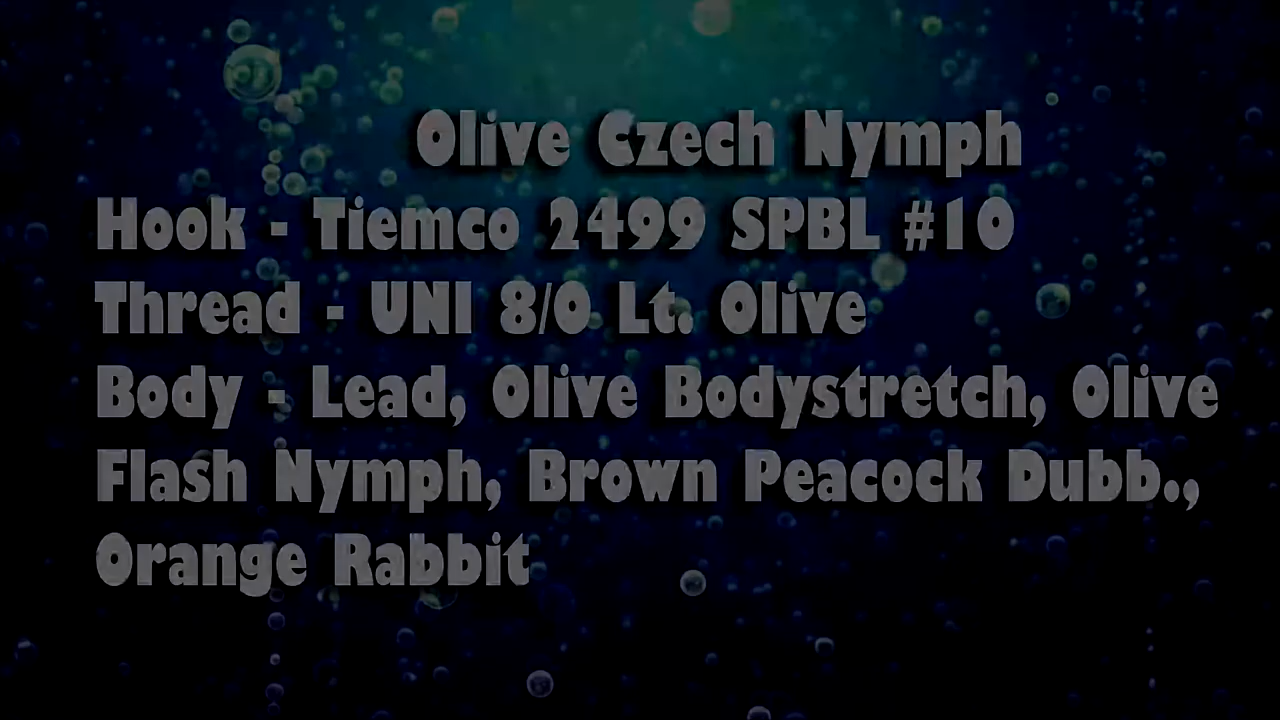 Olive Czech Nymph
Hook - Tiemco 2499 SPBL #10
Thread - UNI 8/0 Lt. Olive
Body - Lead, Olive Bodystretch, Olive
Flash Nymph, Brown Peacock Dubb.,
Orange Rabbit